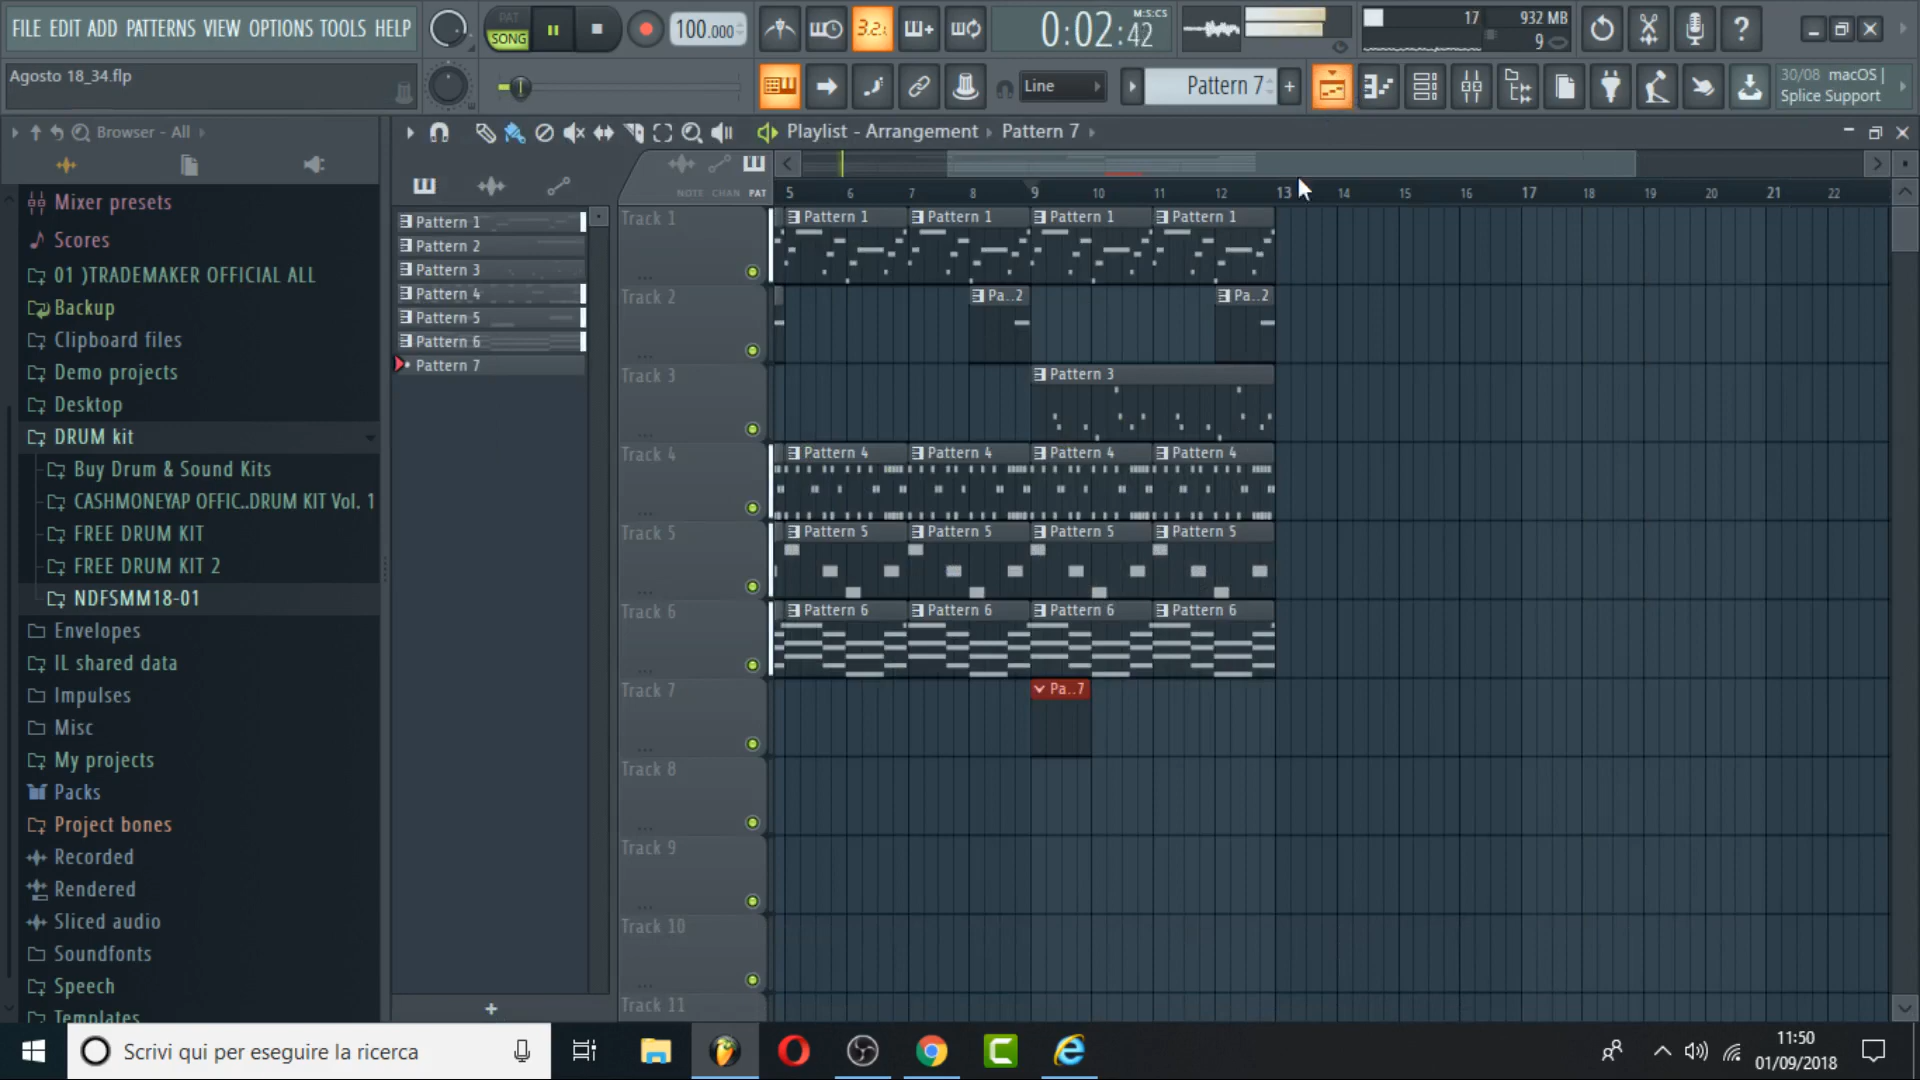 FILE EDIT ADD PATTERNS VIEW OPTIONS TOOLS HELP
PAT
SONG
100.000
3.2.
M:S:CS
0:02:42
17
932 MB
9
Agosto 18_34.flp
Line
Pattern 7
30/08 macOS |
Splice Support
Browser - All
Playlist - Arrangement
Pattern 7
NOTE CHAN PAT
5 6 7 8 9 10 11 12 13 14 15 16 17 18 19 20 21 22
Mixer presets
Scores
01 )TRADEMAKER OFFICIAL ALL
Backup
Clipboard files
Demo projects
Desktop
DRUM kit
Buy Drum & Sound Kits
CASHMONEYAP OFFIC..DRUM KIT Vol. 1
FREE DRUM KIT
FREE DRUM KIT 2
NDFSMM18-01
Envelopes
IL shared data
Impulses
Misc
My projects
Packs
Project bones
Recorded
Rendered
Sliced audio
Soundfonts
Speech
Templates
Pattern 1
Pattern 2
Pattern 3
Pattern 4
Pattern 5
Pattern 6
Pattern 7
Track 1
Pattern 1 Pattern 1 Pattern 1 Pattern 1
Track 2
Pa..2 Pa..2
Track 3
Pattern 3
Track 4
Pattern 4 Pattern 4 Pattern 4 Pattern 4
Track 5
Pattern 5 Pattern 5 Pattern 5 Pattern 5
Track 6
Pattern 6 Pattern 6 Pattern 6 Pattern 6
Track 7
Pa..7
Track 8
Track 9
Track 10
Track 11
Scrivi qui per eseguire la ricerca
11:50
01/09/2018